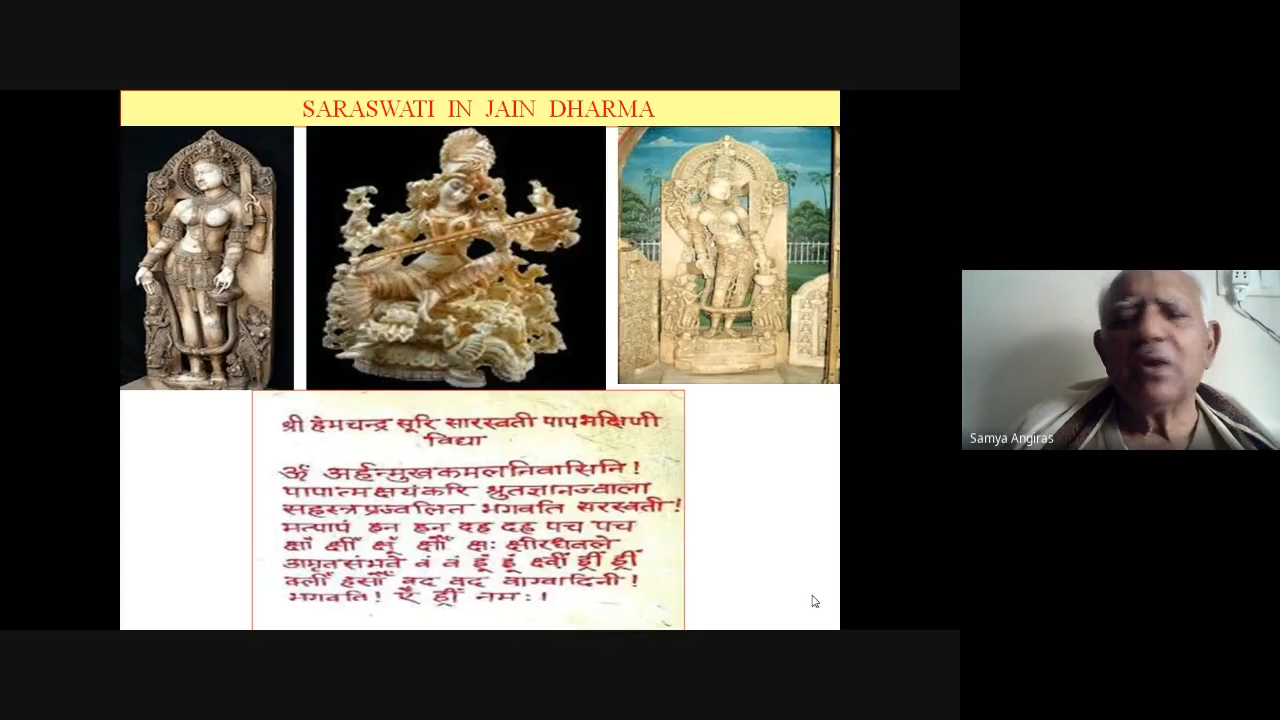 SARASWATI IN JAIN DHARMA
श्री हेमचन्द्र सूरि सारस्वती पापभक्षिणी
विद्या
ॐ अर्हन्मुखकमलनिवासिनि!
पापात्मक्षयंकरि श्रुतज्ञानज्वाला
सहस्त्रप्रज्वलित भगवति सरस्वती!
मत्पापं हन हन दह दह पच पच
क्षाँ क्षीँ क्षूँ क्षौँ क्षः क्षीरधवले
अमृतसंभवे वं वं हूं हूं क्ष्वीं ह्रीं ह्रीं
क्लीँ हसौँ वद वद वाग्वादिनी!
भगवति! ऐँ ह्रीं नमः।
Samya Angiras